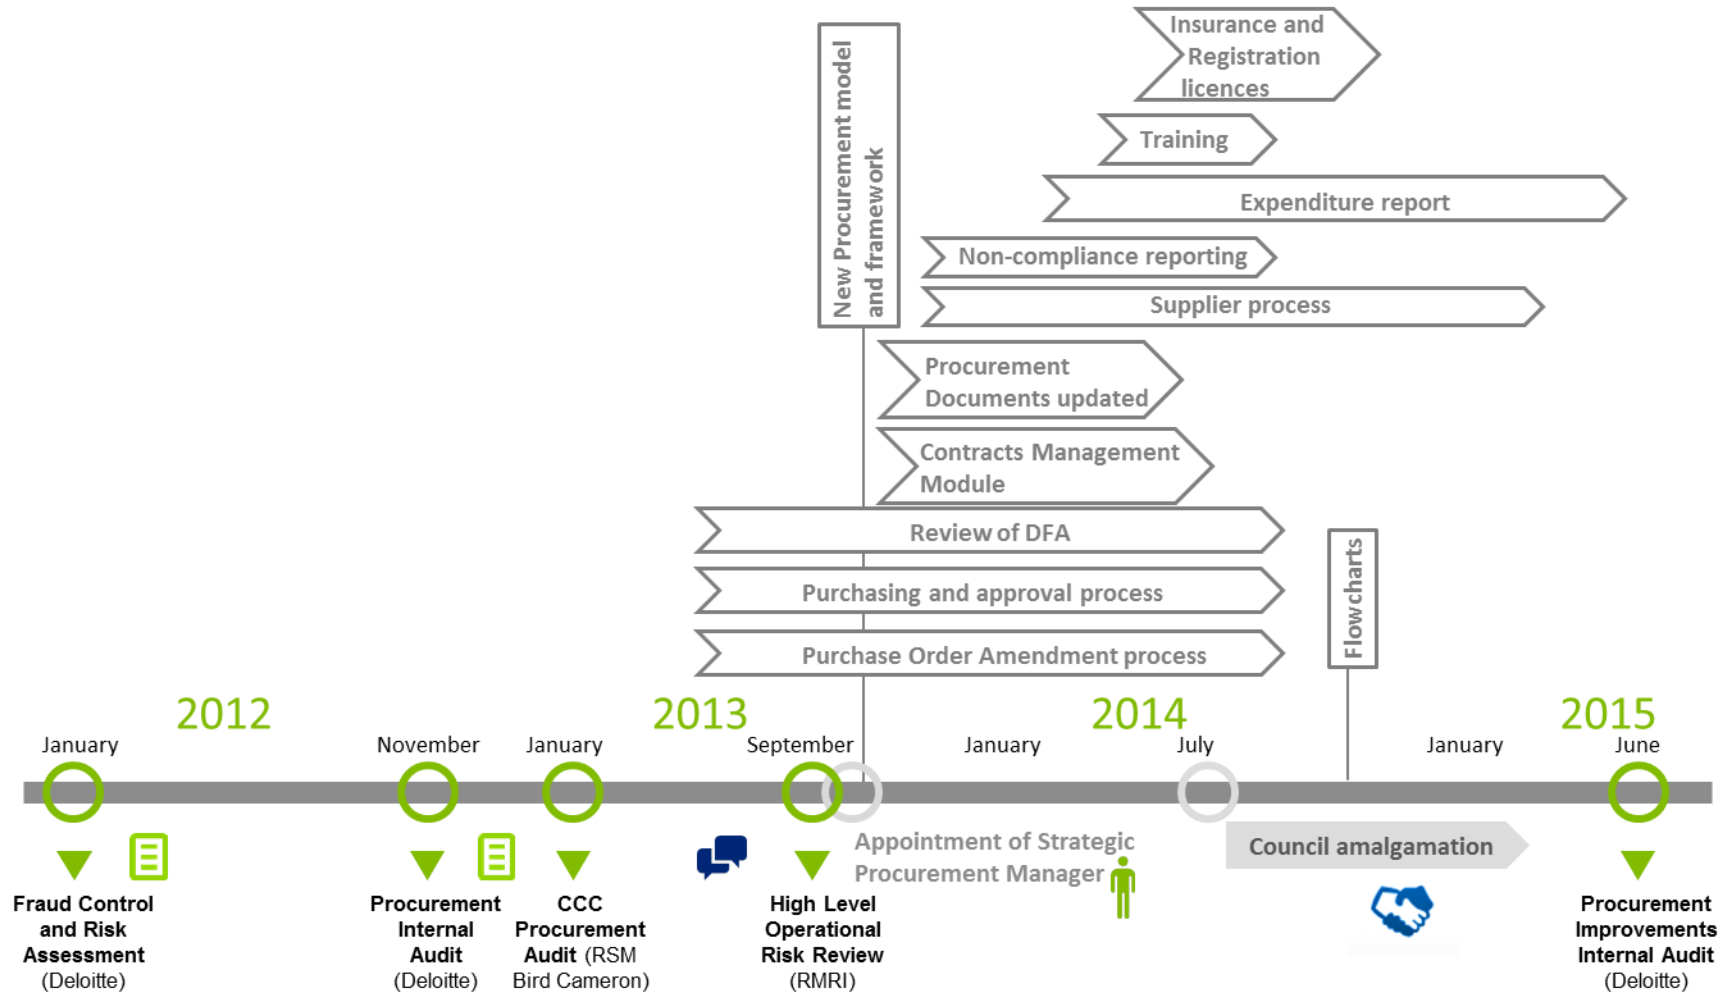 Insurance and
Registration
licences
New Procurement model
and framework
Training
Expenditure report
Non-compliance reporting
Supplier process
Procurement
Documents updated
Contracts Management
Module
Review of DFA
Flowcharts
Purchasing and approval process
Purchase Order Amendment process
2012
2013
2014
2015
January
November
January
September
January
July
January
June
Appointment of Strategic
Procurement Manager
Council amalgamation
Fraud Control
and Risk
Assessment
(Deloitte)
Procurement
Internal
Audit
(Deloitte)
CCC
Procurement
Audit (RSM
Bird Cameron)
High Level
Operational
Risk Review
(RMRI)
Procurement
Improvements
Internal Audit
(Deloitte)